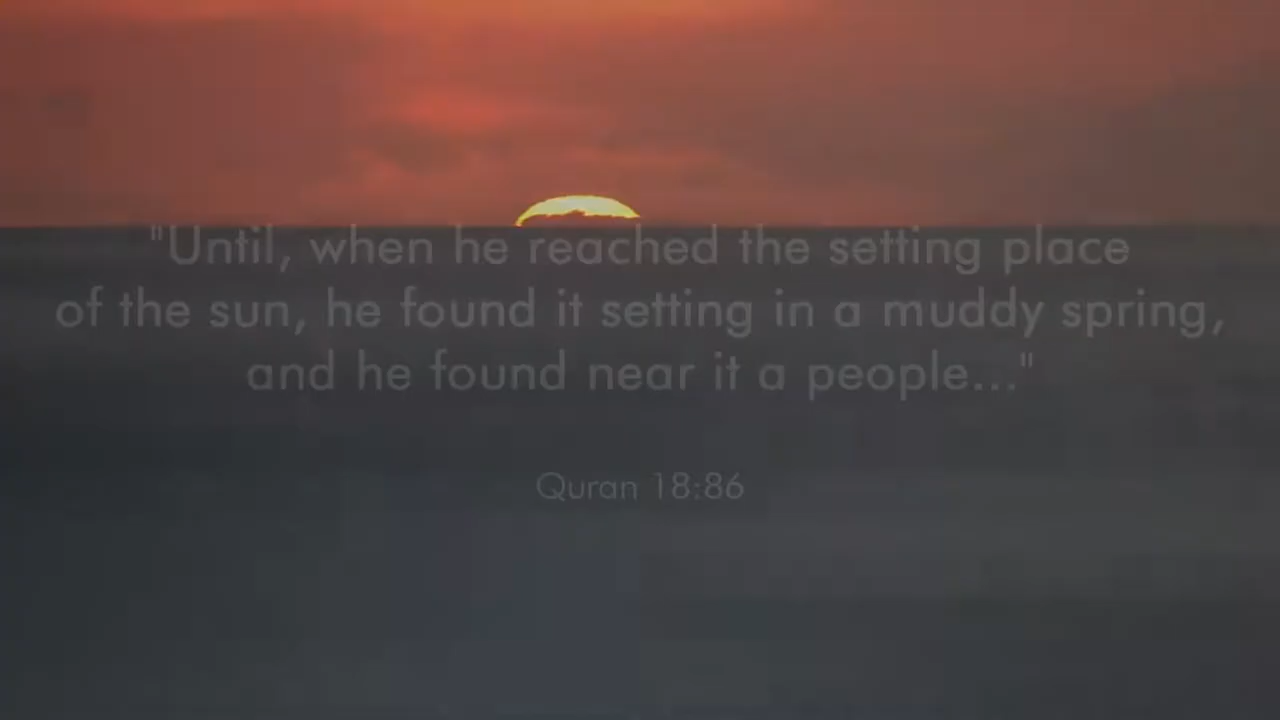 "Until, when he reached the setting place
of the sun, he found it setting in a muddy spring,
and he found near it a people..."
Quran 18:86